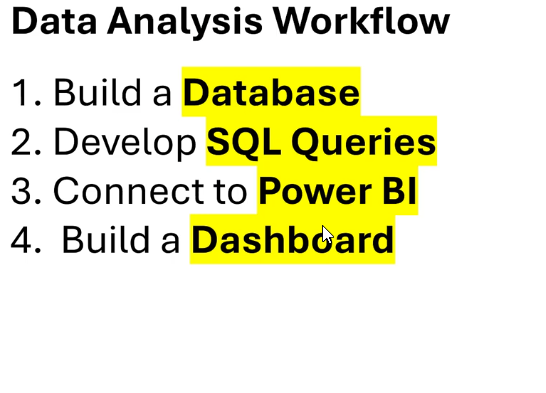 Data Analysis Workflow
1. Build a Database
2. Develop SQL Queries
3. Connect to Power BI
4. Build a Dashboard